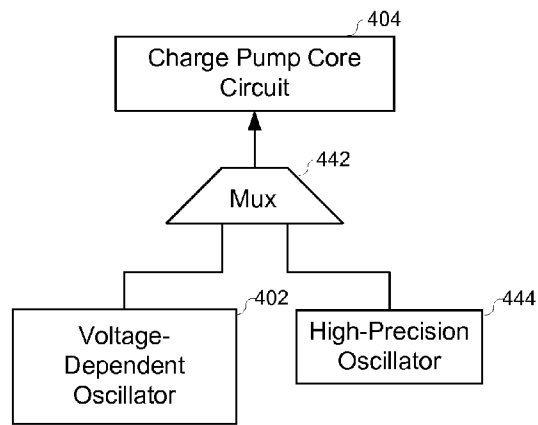 404
Charge Pump Core
Circuit
442
Mux
402
Voltage-
Dependent
Oscillator
444
High-Precision
Oscillator